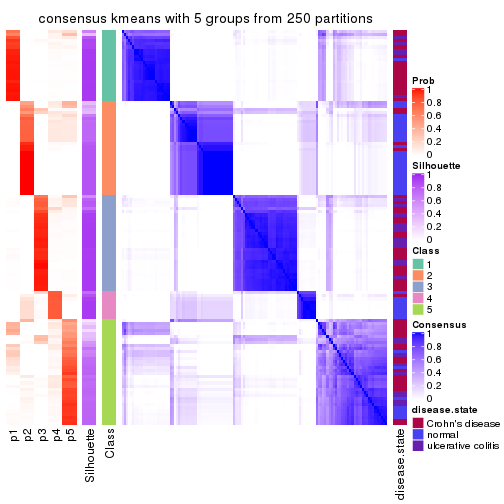 consensus kmeans with 5 groups from 250 partitions
Prob
1
0.8
0.6
0.4
0.2
0
Silhouette
1
0.8
0.6
0.4
0.2
0
Class
1
2
3
4
5
Consensus
1
0.8
0.6
0.4
0.2
0
disease.state
Crohn's disease
normal
ulcerative colitis
p1
p2
p3
p4
p5
Silhouette
Class
disease.state